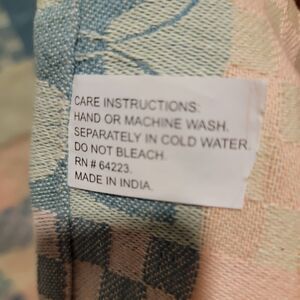 CARE INSTRUCTIONS:
HAND OR MACHINE WASH.
SEPARATELY IN COLD WATER.
DO NOT BLEACH.
RN # 64223.
MADE IN INDIA.